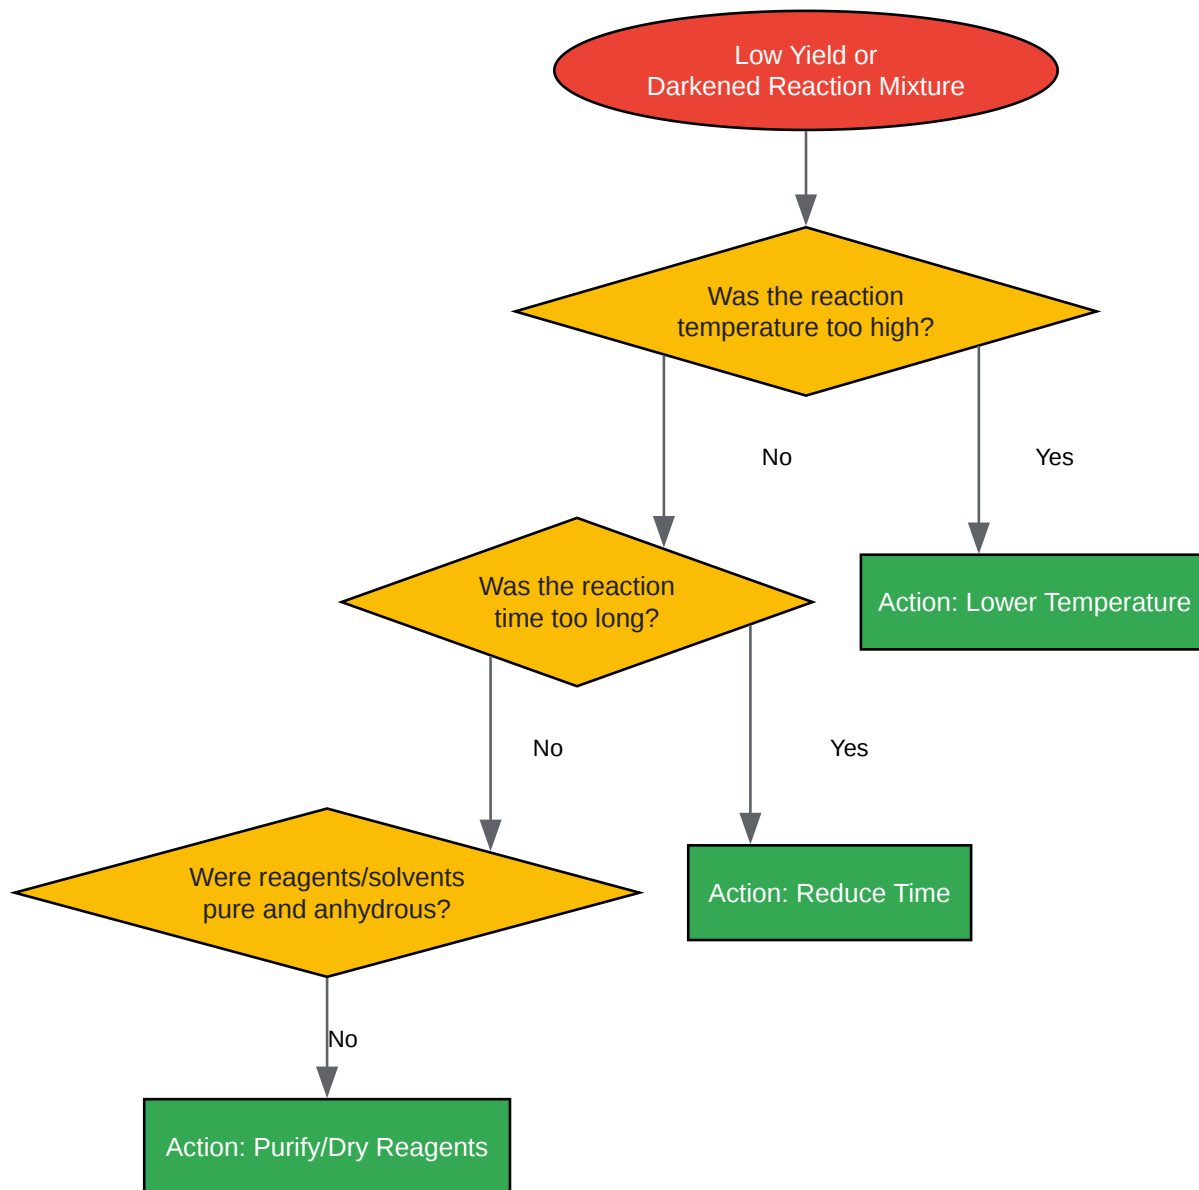 Low Yield or
Darkened Reaction Mixture
Was the reaction
temperature too high?
No
Yes
Was the reaction
time too long?
Action: Lower Temperature
No
Yes
Were reagents/solvents
pure and anhydrous?
Action: Reduce Time
No
Action: Purify/Dry Reagents